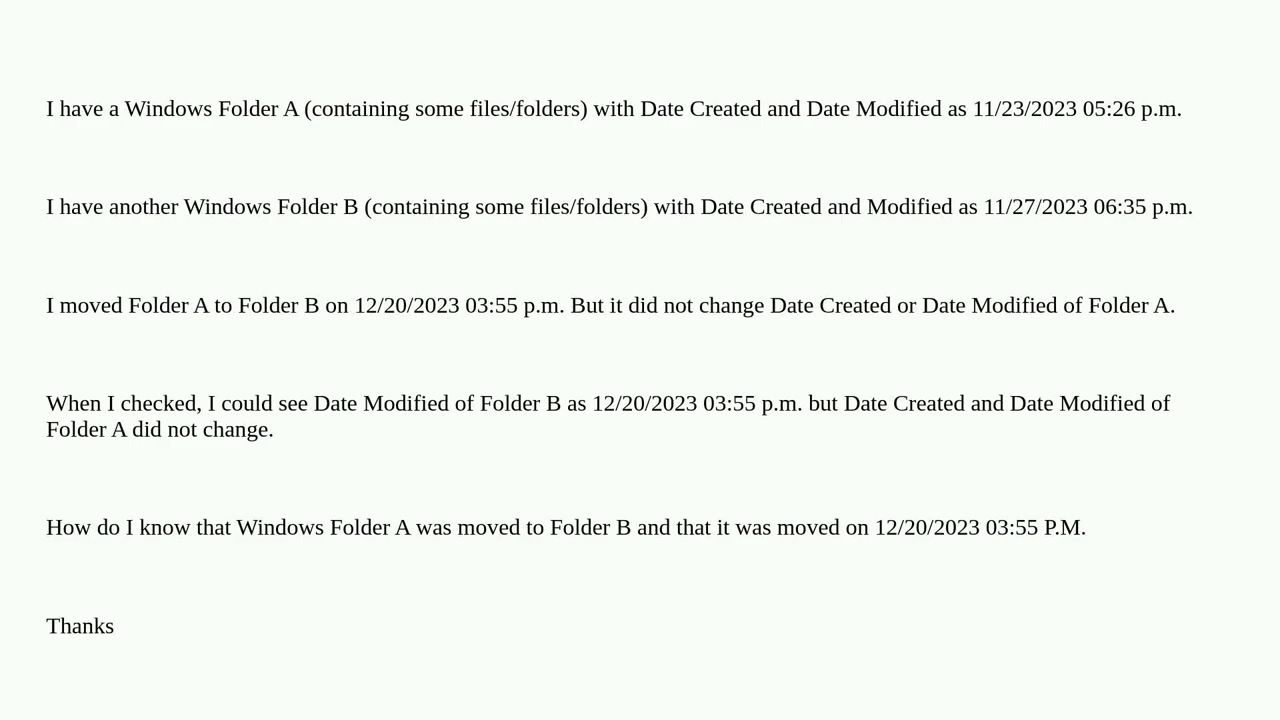 I have a Windows Folder A (containing some files/folders) with Date Created and Date Modified as 11/23/2023 05:26 p.m.
I have another Windows Folder B (containing some files/folders) with Date Created and Modified as 11/27/2023 06:35 p.m.
I moved Folder A to Folder B on 12/20/2023 03:55 p.m. But it did not change Date Created or Date Modified of Folder A.
When I checked, I could see Date Modified of Folder B as 12/20/2023 03:55 p.m. but Date Created and Date Modified of
Folder A did not change.
How do I know that Windows Folder A was moved to Folder B and that it was moved on 12/20/2023 03:55 P.M.
Thanks